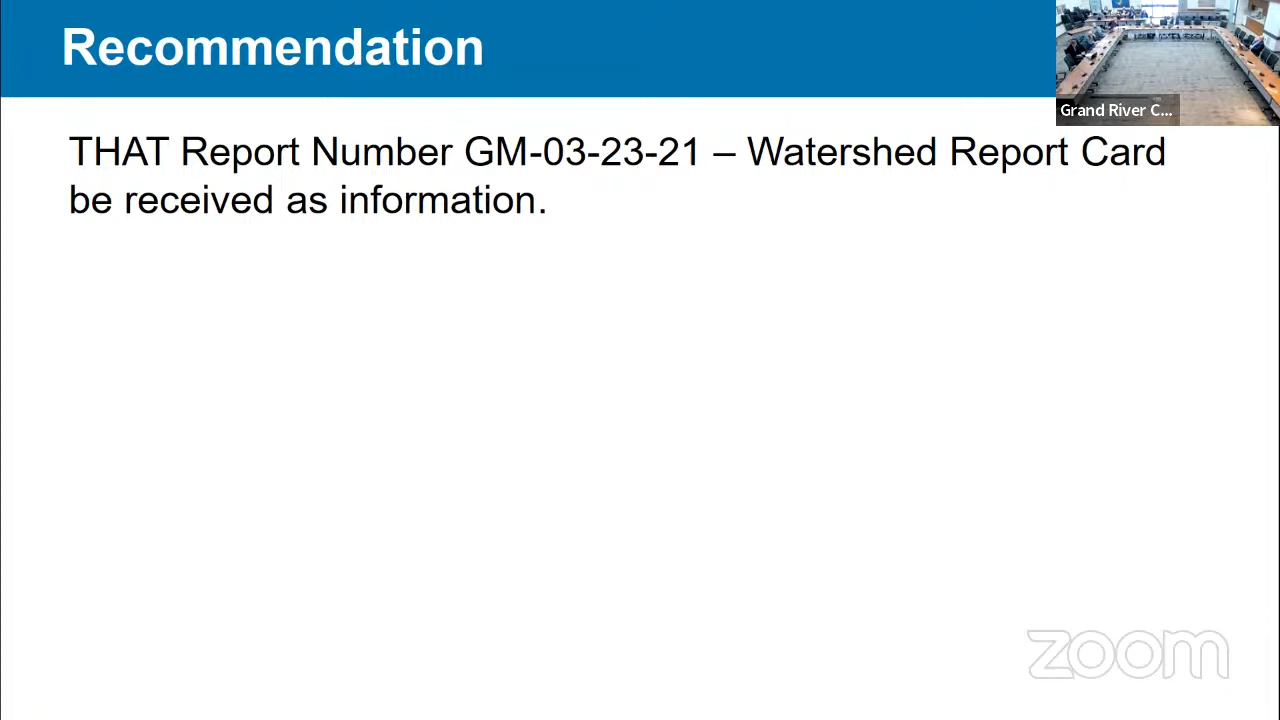 Recommendation
Grand River C...
THAT Report Number GM-03-23-21 – Watershed Report Card
be received as information.
zoom